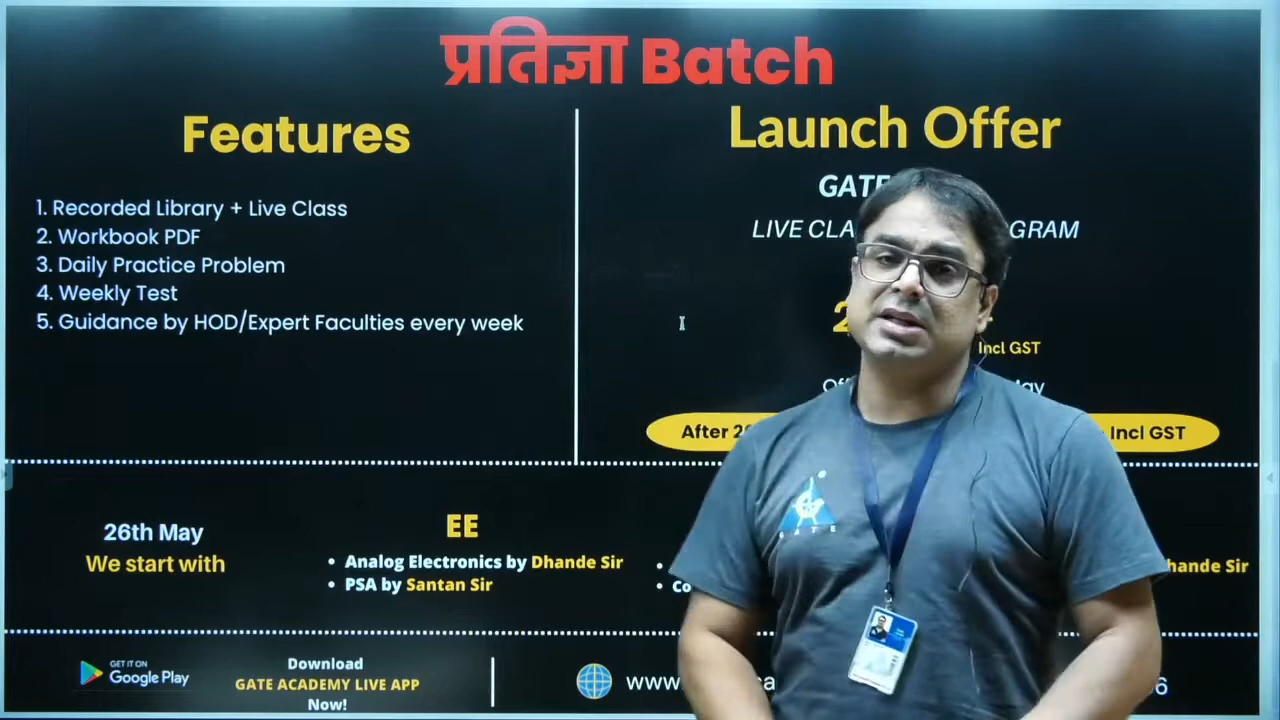 प्रतिज्ञा Batch
Features
1. Recorded Library + Live Class
2. Workbook PDF
3. Daily Practice Problem
4. Weekly Test
5. Guidance by HOD/Expert Faculties every week
Launch Offer
GATE
LIVE
Incl GST
After
Incl GST
26th May
We start with
EE
• Analog Electronics by Dhande Sir
• PSA by Santan Sir
Sir
GET IT ON
Google Play
Download
GATE ACADEMY LIVE APP
Now!
GATE